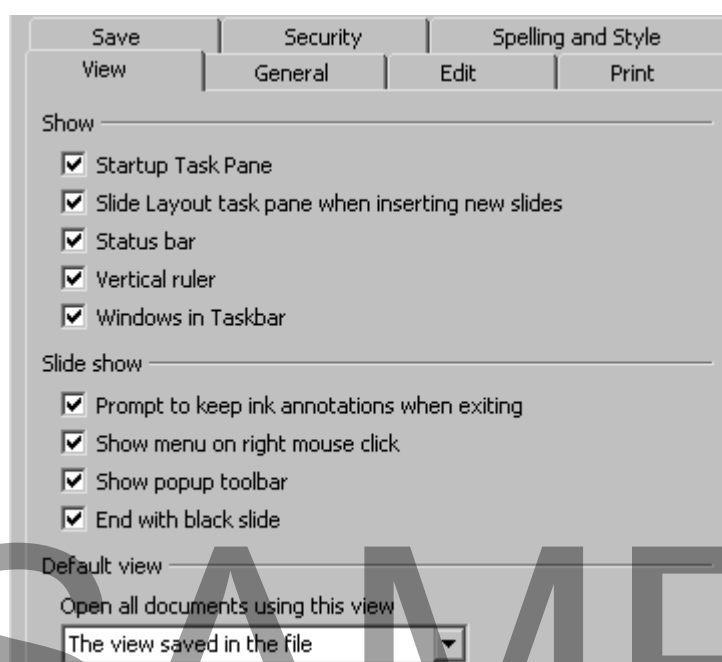 Save Security Spelling and Style
View General Edit Print
Show
Startup Task Pane
Slide Layout task pane when inserting new slides
Status bar
Vertical ruler
Windows in Taskbar
Slide show
Prompt to keep ink annotations when exiting
Show menu on right mouse click
Show popup toolbar
End with black slide
Default view
Open all documents using this view
The view saved in the file
SAME